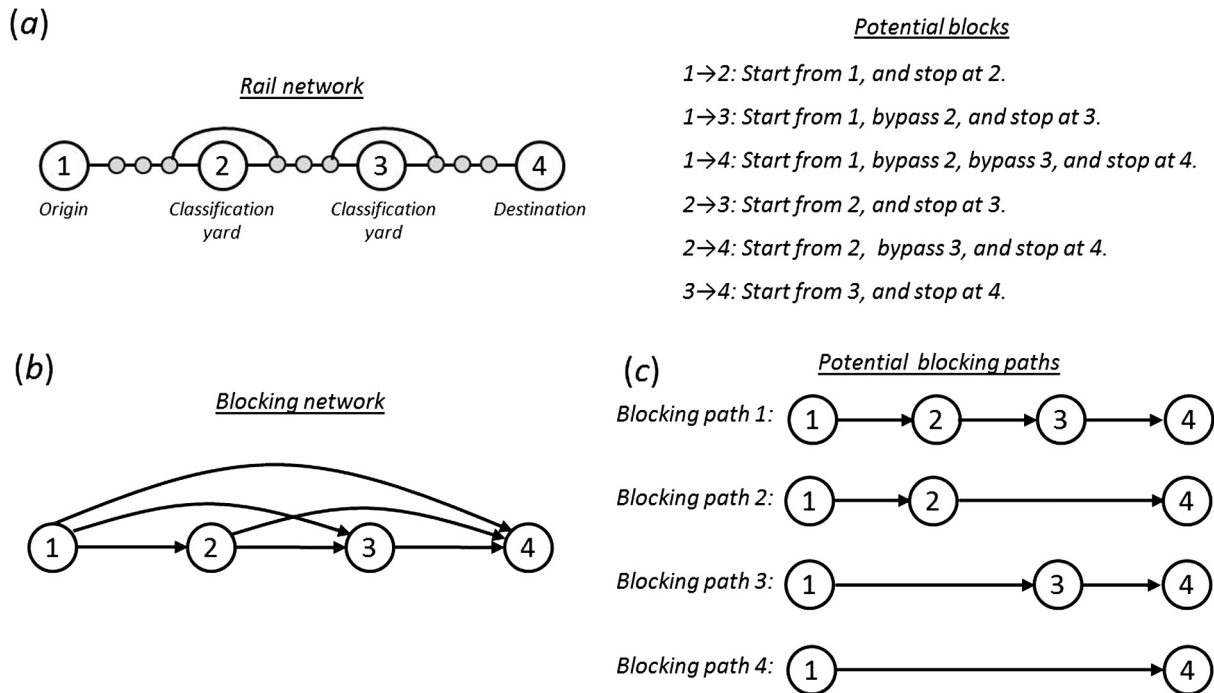 (a)
Rail network
1 2 3 4
Origin Classification yard Classification yard Destination
Potential blocks
1→2: Start from 1, and stop at 2.
1→3: Start from 1, bypass 2, and stop at 3.
1→4: Start from 1, bypass 2, bypass 3, and stop at 4.
2→3: Start from 2, and stop at 3.
2→4: Start from 2, bypass 3, and stop at 4.
3→4: Start from 3, and stop at 4.
(b)
Blocking network
1 2 3 4
(c)
Potential blocking paths
Blocking path 1: 1 2 3 4
Blocking path 2: 1 2 4
Blocking path 3: 1 3 4
Blocking path 4: 1 4